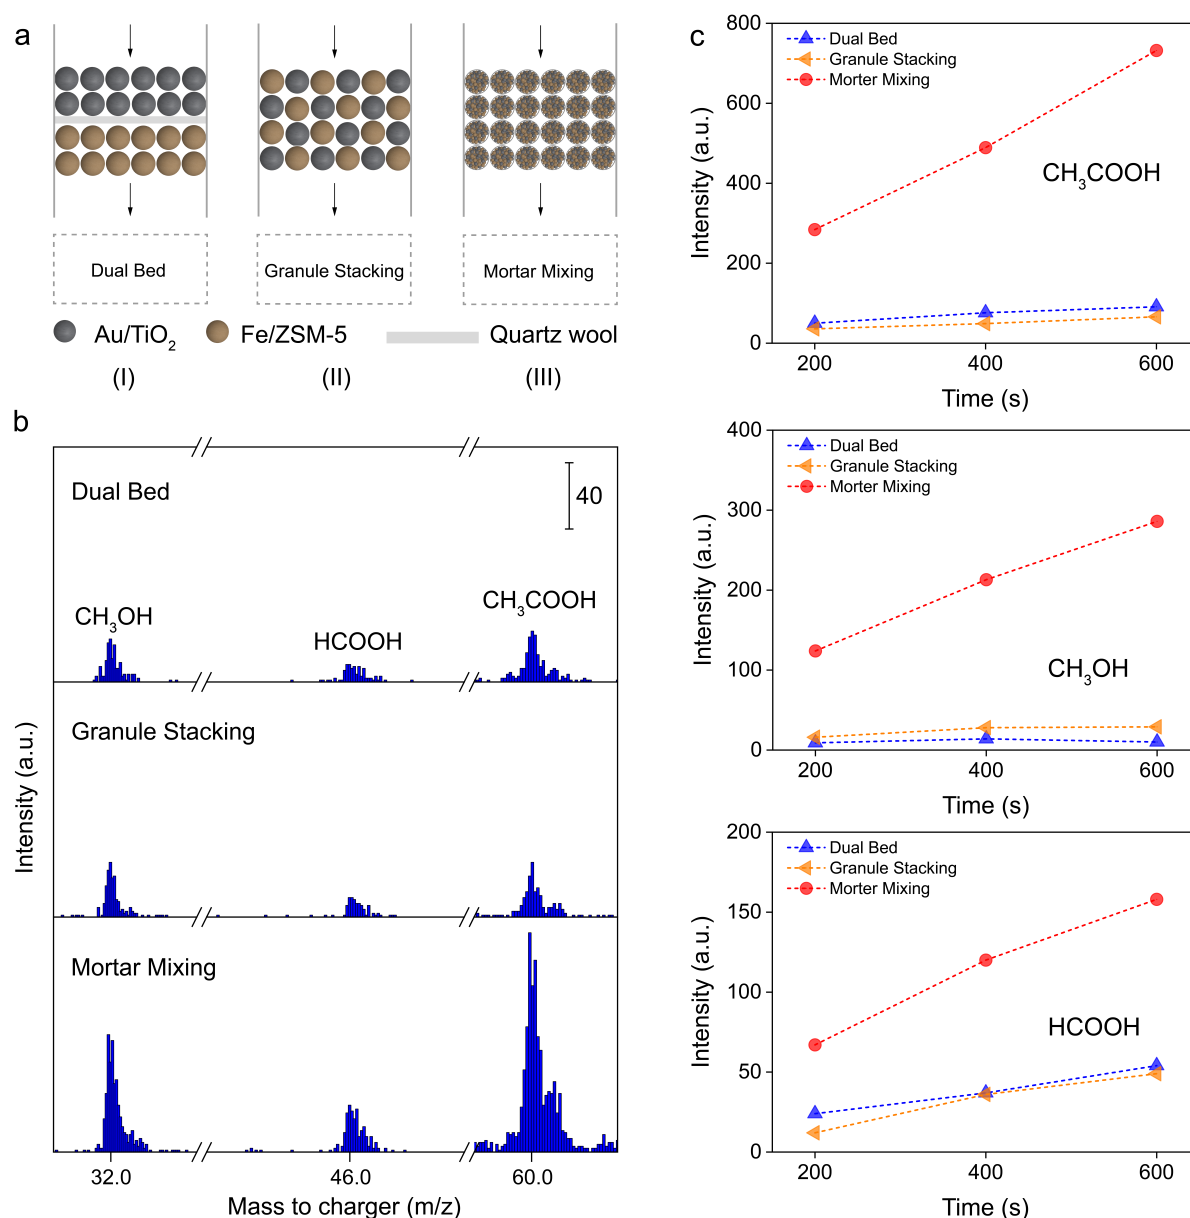 a
Dual Bed
Granule Stacking
Mortar Mixing
Au/TiO₂
Fe/ZSM-5
Quartz wool
(I)
(II)
(III)
b
Dual Bed
40
CH₃OH
HCOOH
CH₃COOH
Granule Stacking
Mortar Mixing
Intensity (a.u.)
32.0
46.0
60.0
Mass to charger (m/z)
c
Dual Bed
Granule Stacking
Morter Mixing
CH₃COOH
Intensity (a.u.)
800
600
400
200
0
200
400
600
Time (s)
Dual Bed
Granule Stacking
Morter Mixing
CH₃OH
Intensity (a.u.)
400
300
200
100
0
200
400
600
Time (s)
Dual Bed
Granule Stacking
Morter Mixing
HCOOH
Intensity (a.u.)
200
150
100
50
0
200
400
600
Time (s)